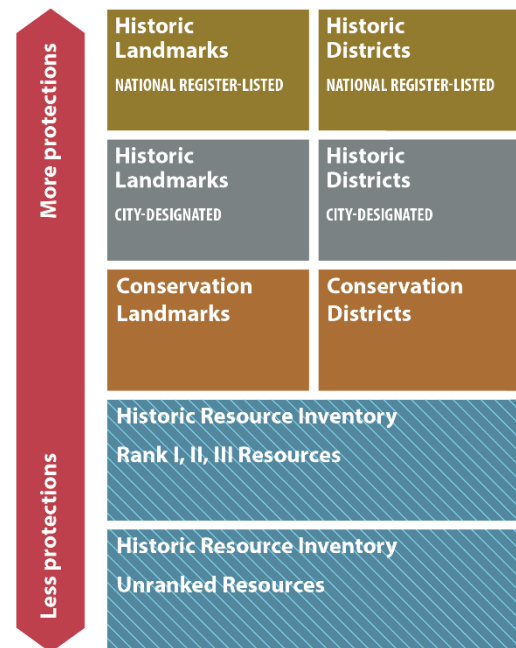 More protections
Less protections
Historic
Landmarks
NATIONAL REGISTER-LISTED
Historic
Districts
NATIONAL REGISTER-LISTED
Historic
Landmarks
CITY-DESIGNATED
Historic
Districts
CITY-DESIGNATED
Conservation
Landmarks
Conservation
Districts
Historic Resource Inventory
Rank I, II, III Resources
Historic Resource Inventory
Unranked Resources